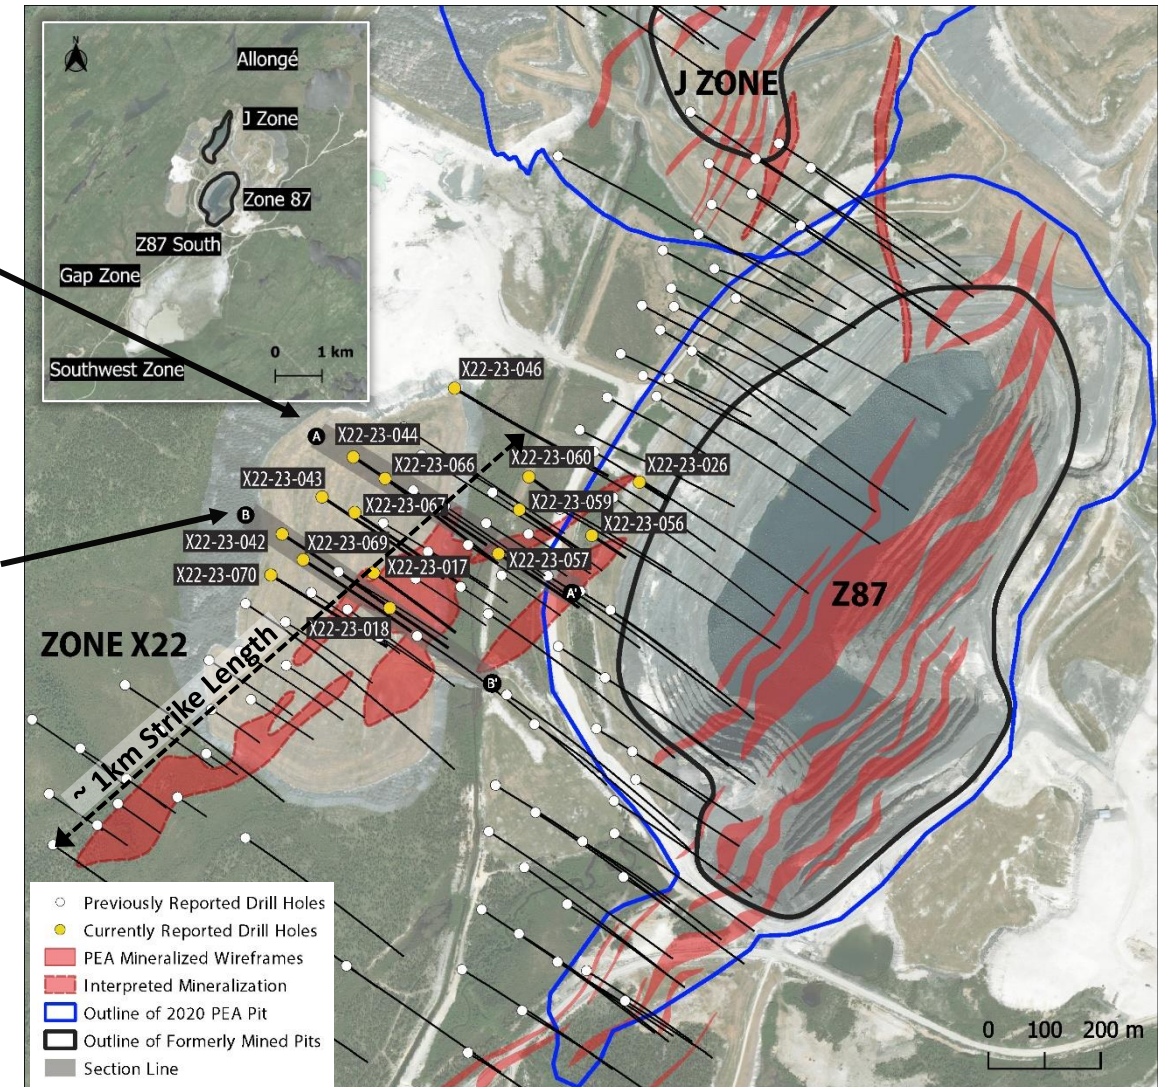 N
Allongé
J Zone
Zone 87
Z87 South
Gap Zone
Southwest Zone
0 1 km
J ZONE
X22-23-046
A
X22-23-044
X22-23-066
X22-23-060
X22-23-026
X22-23-043
X22-23-067
X22-23-059
X22-23-056
B
X22-23-042
X22-23-069
X22-23-057
X22-23-070
X22-23-017
A'
Z87
X22-23-018
ZONE X22
B'
~ 1km Strike Length
Previously Reported Drill Holes
Currently Reported Drill Holes
PEA Mineralized Wireframes
Interpreted Mineralization
Outline of 2020 PEA Pit
Outline of Formerly Mined Pits
Section Line
0 100 200 m